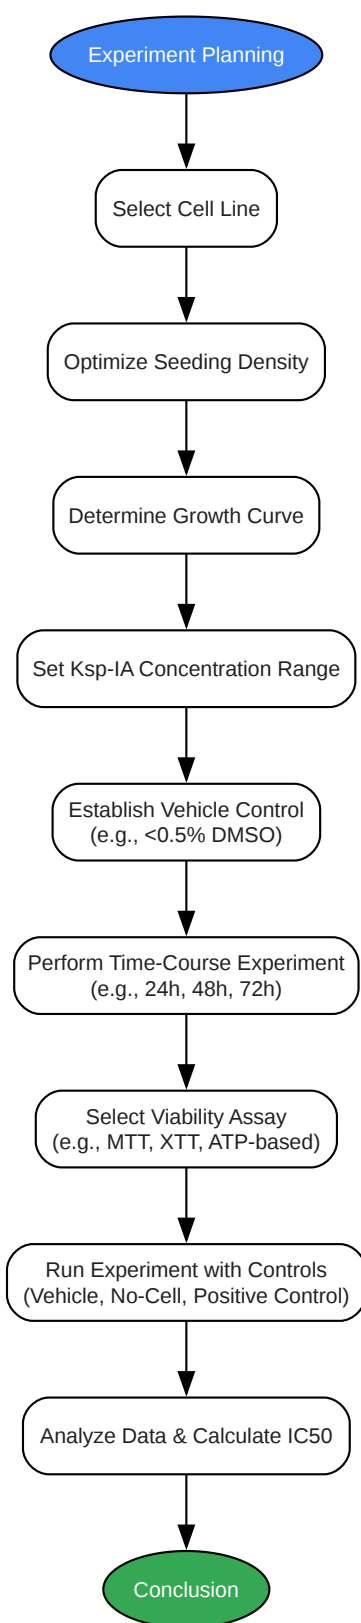 Experiment Planning
Select Cell Line
Optimize Seeding Density
Determine Growth Curve
Set Ksp-IA Concentration Range
Establish Vehicle Control
(e.g., <0.5% DMSO)
Perform Time-Course Experiment
(e.g., 24h, 48h, 72h)
Select Viability Assay
(e.g., MTT, XTT, ATP-based)
Run Experiment with Controls
(Vehicle, No-Cell, Positive Control)
Analyze Data & Calculate IC50
Conclusion